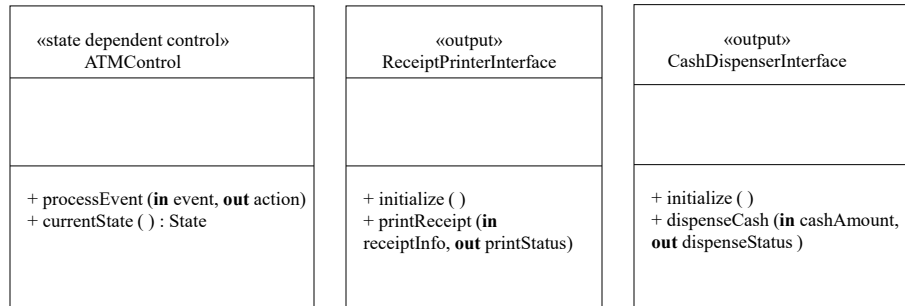 «state dependent control»
ATMControl
+ processEvent (in event, out action)
+ currentState ( ) : State
«output»
ReceiptPrinterInterface
+ initialize ( )
+ printReceipt (in
receiptInfo, out printStatus)
«output»
CashDispenserInterface
+ initialize ( )
+ dispenseCash (in cashAmount,
out dispenseStatus )